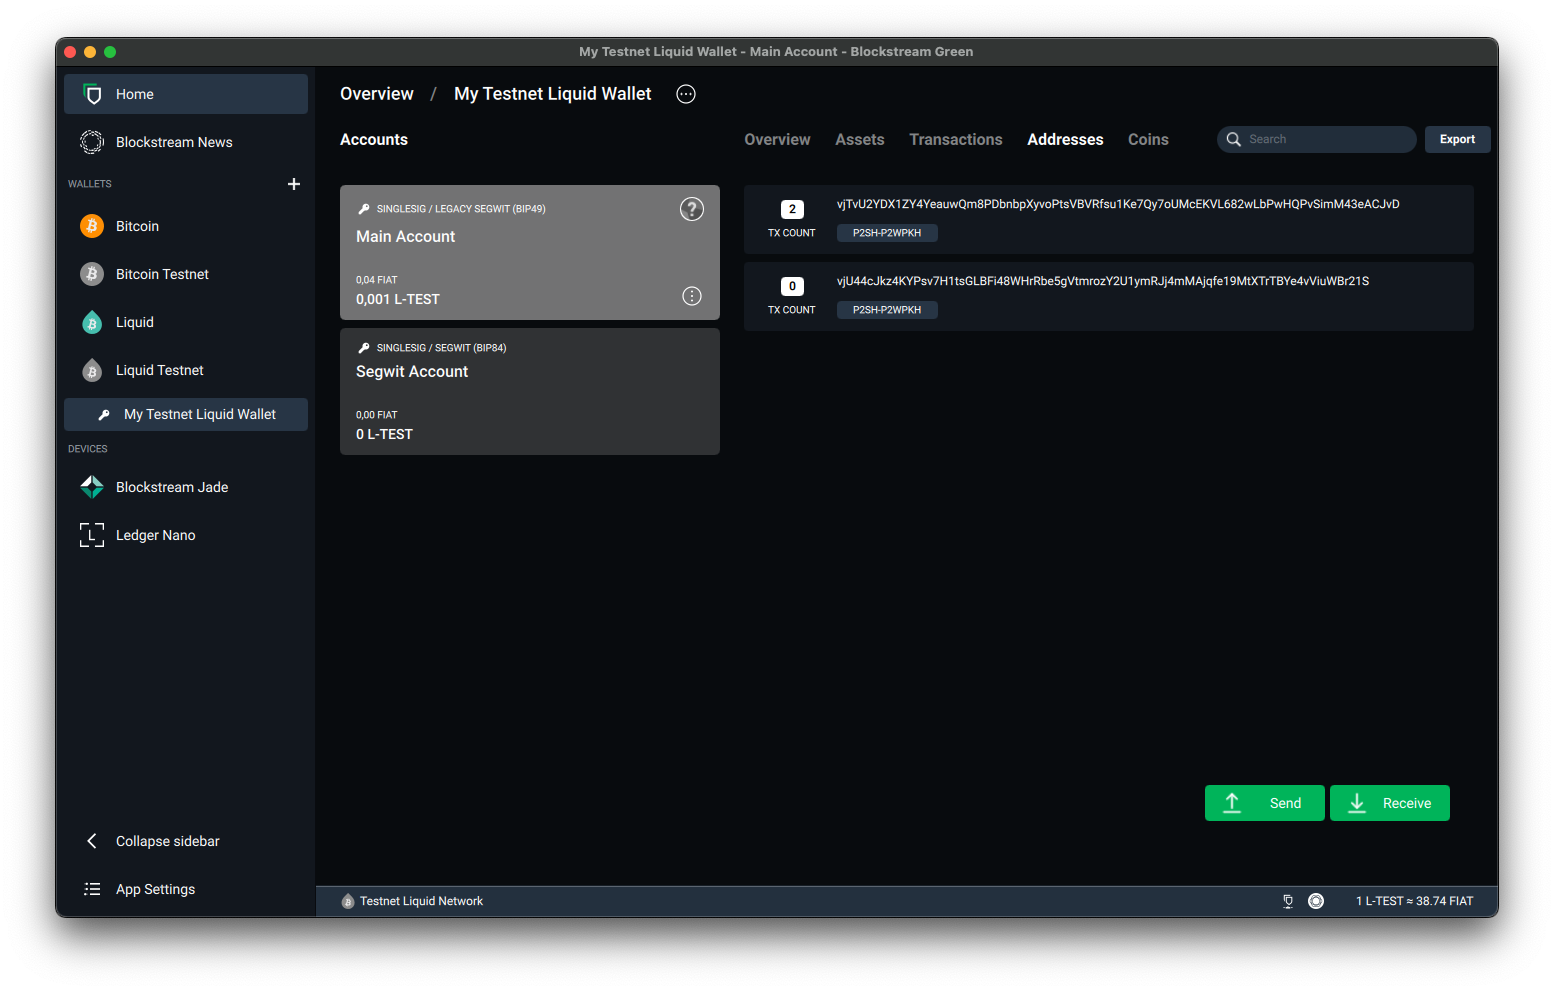 My Testnet Liquid Wallet - Main Account - Blockstream Green
Home
Blockstream News
WALLETS
Bitcoin
Bitcoin Testnet
Liquid
Liquid Testnet
My Testnet Liquid Wallet
DEVICES
Blockstream Jade
Ledger Nano
Collapse sidebar
App Settings
Overview / My Testnet Liquid Wallet
Accounts
SINGLESIG / LEGACY SEGWIT (BIP49)
Main Account
0,04 FIAT
0,001 L-TEST
SINGLESIG / SEGWIT (BIP84)
Segwit Account
0,00 FIAT
0 L-TEST
Overview Assets Transactions Addresses Coins
Search
Export
2
TX COUNT
vjTvU2YDX1ZY4YeauwQm8PDbnbpXyvoPtsVBVRfsu1Ke7Qy7oUMcEKVL682wLbPwHQPvSimM43eACJvD
P2SH-P2WPKH
0
TX COUNT
vjU44cJkz4KYPsv7H1tsGLBFi48WHrRbe5gVtmrozY2U1ymRJj4mMAjqfe19MtXTrTBYe4vViuWBr21S
P2SH-P2WPKH
Send
Receive
Testnet Liquid Network
1 L-TEST ≈ 38.74 FIAT